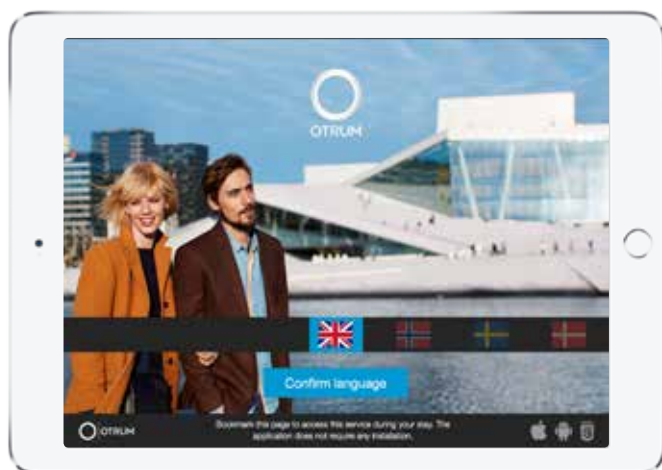 OTRUM
Confirm language
OTRUM
Bookmark this page to access this service during your stay. The
application does not require any installation.